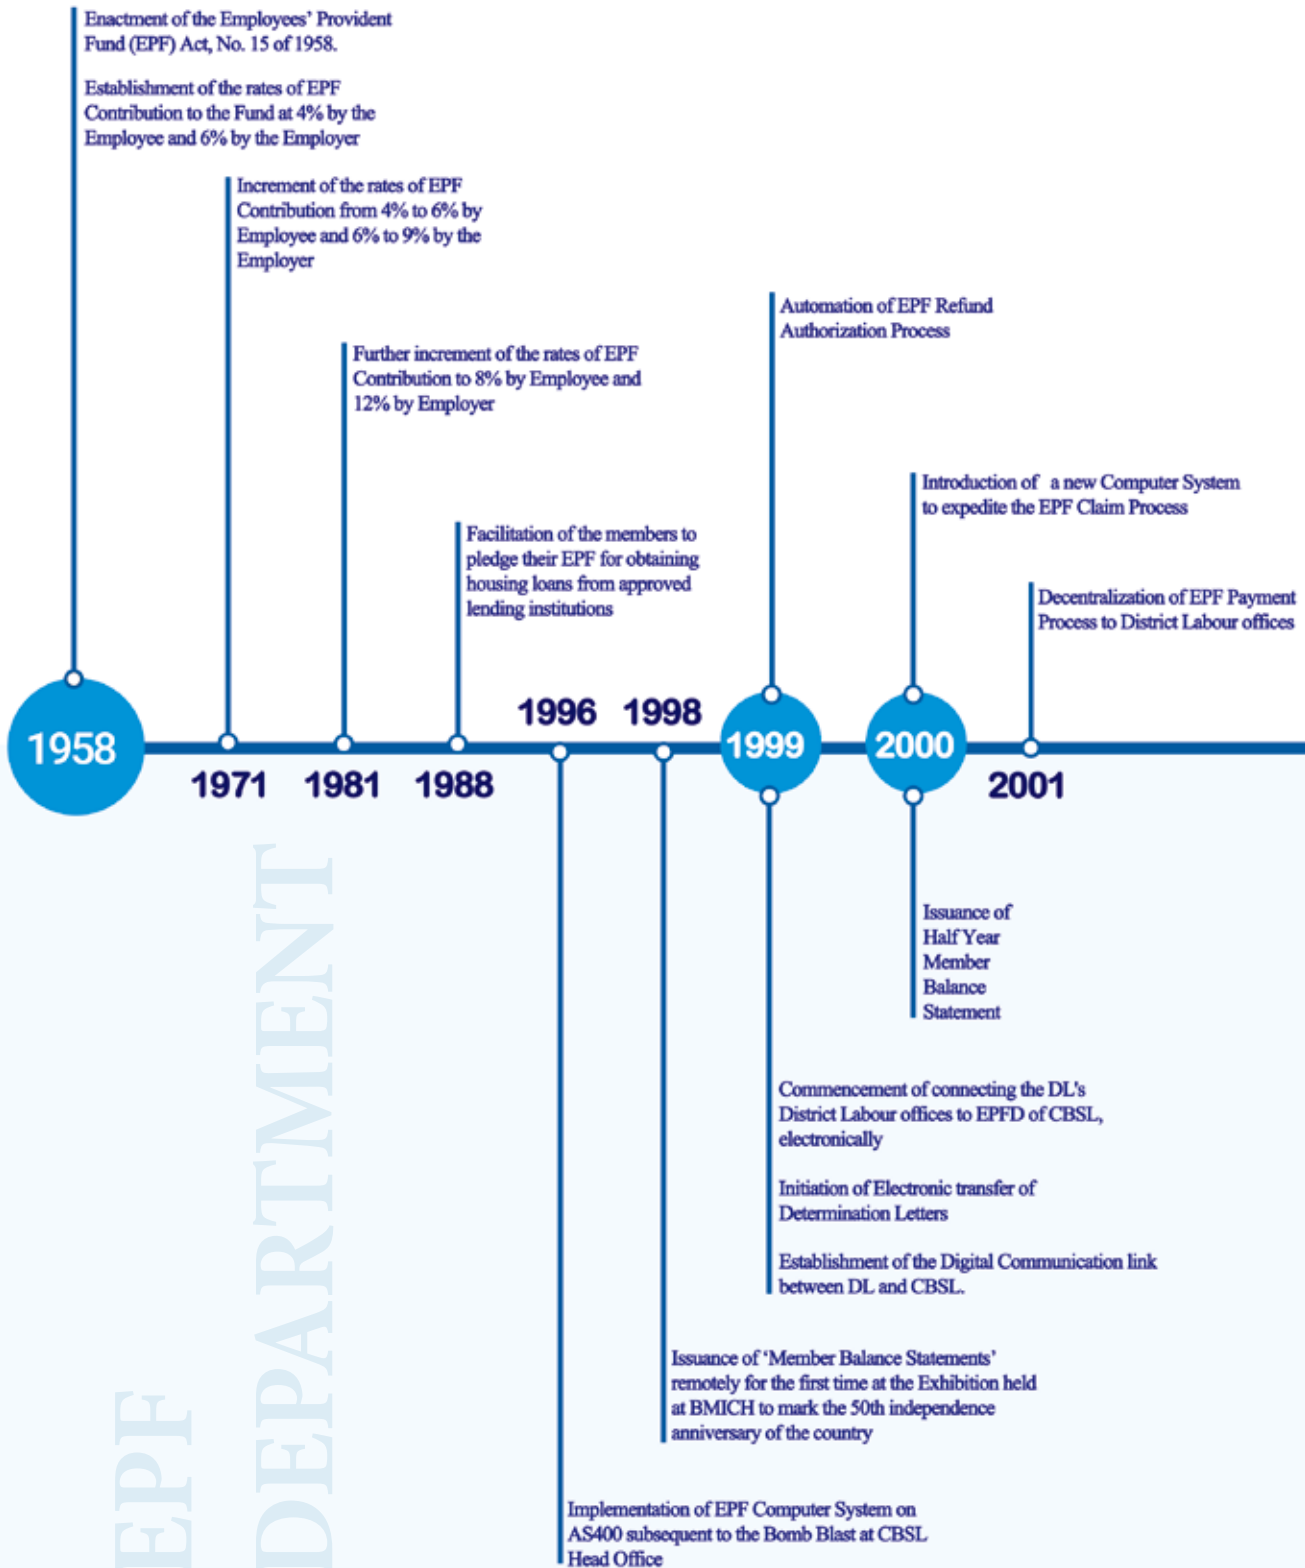 Enactment of the Employees’ Provident
Fund (EPF) Act, No. 15 of 1958.
Establishment of the rates of EPF
Contribution to the Fund at 4% by the
Employee and 6% by the Employer
Increment of the rates of EPF
Contribution from 4% to 6% by
Employee and 6% to 9% by the
Employer
Further increment of the rates of EPF
Contribution to 8% by Employee and
12% by Employer
Facilitation of the members to
pledge their EPF for obtaining
housing loans from approved
lending institutions
Automation of EPF Refund
Authorization Process
Introduction of a new Computer System
to expedite the EPF Claim Process
Decentralization of EPF Payment
Process to District Labour offices
1958
1971
1981
1988
1996
1998
1999
2000
2001
Issuance of
Half Year
Member
Balance
Statement
Commencement of connecting the DL's
District Labour offices to EPFD of CBSL,
electronically
Initiation of Electronic transfer of
Determination Letters
Establishment of the Digital Communication link
between DL and CBSL.
Issuance of ‘Member Balance Statements’
remotely for the first time at the Exhibition held
at BMICH to mark the 50th independence
anniversary of the country
Implementation of EPF Computer System on
AS400 subsequent to the Bomb Blast at CBSL
Head Office
EPF
DEPARTMENT